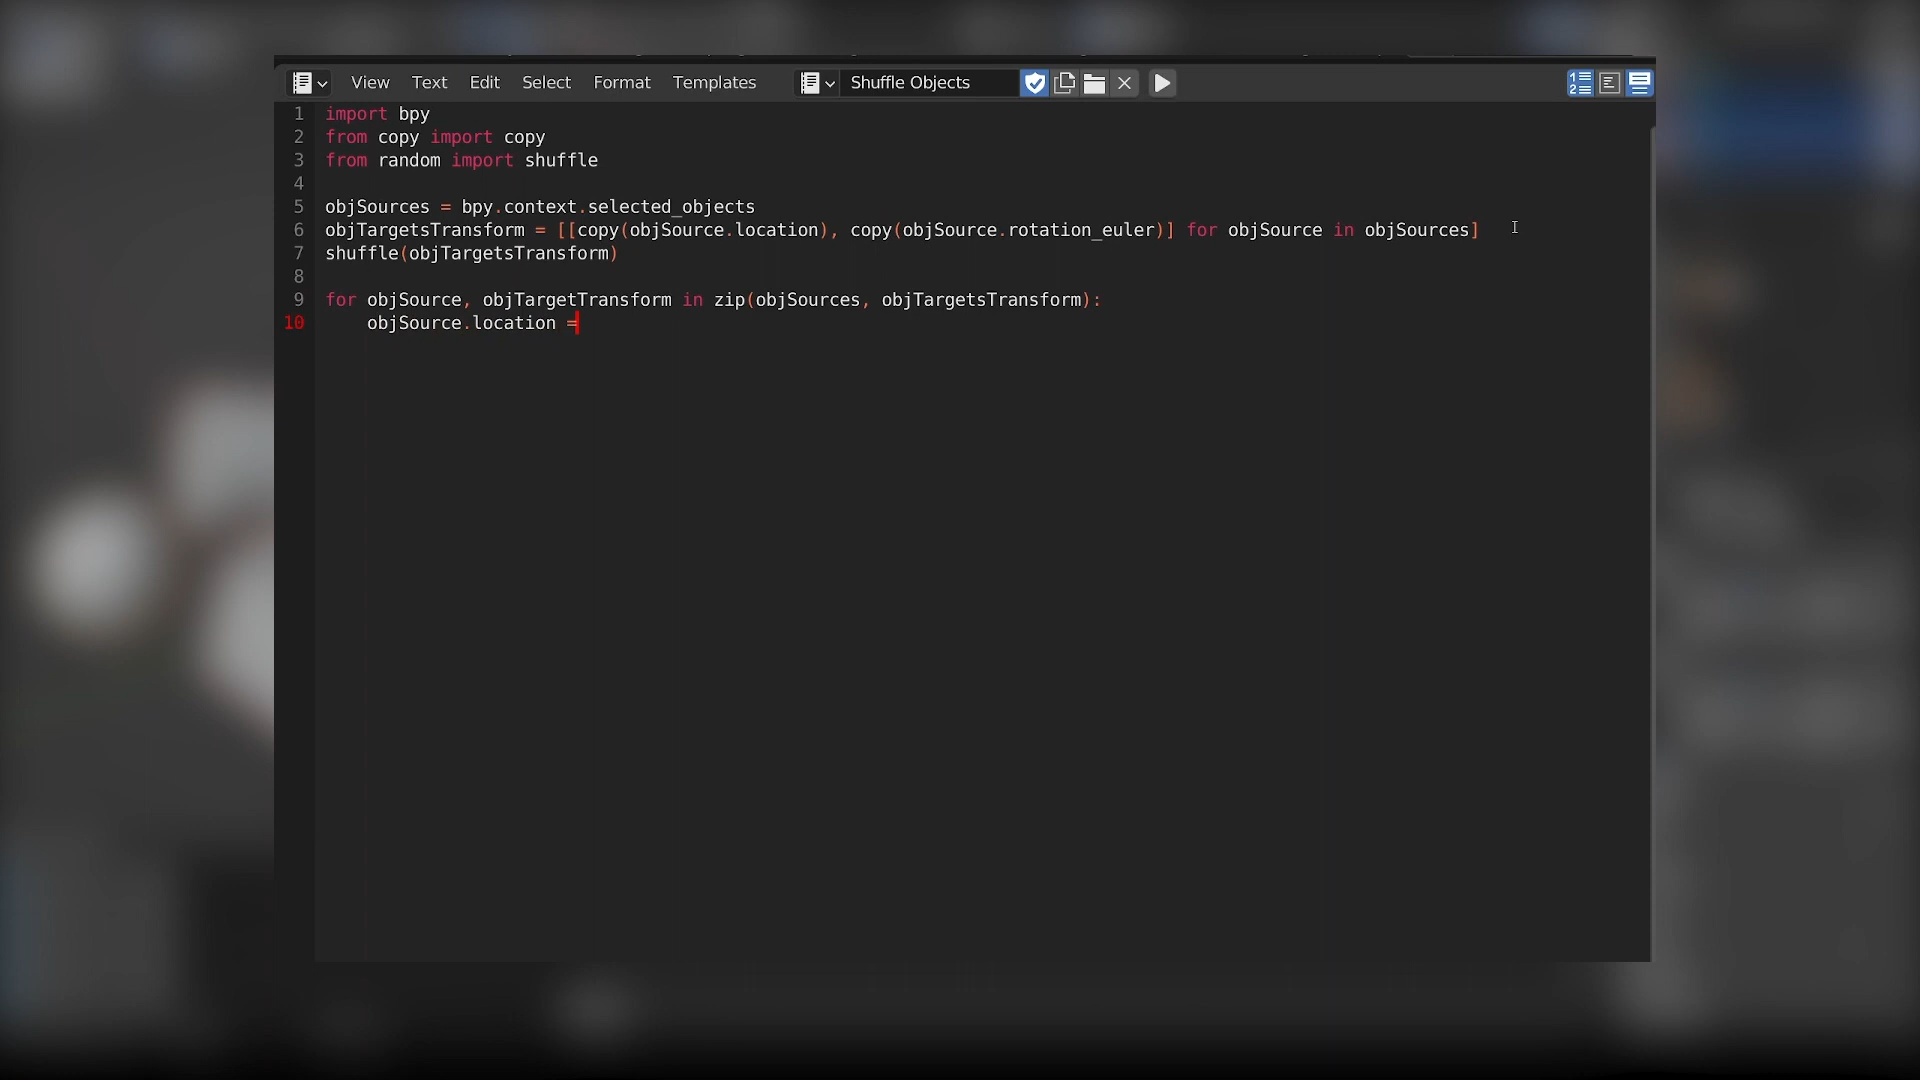 View Text Edit Select Format Templates Shuffle Objects
1 import bpy
2 from copy import copy
3 from random import shuffle
4
5 objSources = bpy.context.selected_objects
6 objTargetsTransform = [[copy(objSource.location), copy(objSource.rotation_euler)] for objSource in objSources]
7 shuffle(objTargetsTransform)
8
9 for objSource, objTargetTransform in zip(objSources, objTargetsTransform):
10     objSource.location =